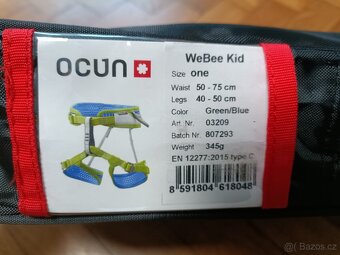 ocun
WeBee Kid
Size one
Waist 50 - 75 cm
Legs 40 - 50 cm
Color Green/Blue
Art. Nr. 03209
Batch Nr. 807293
Weight 345g
EN 12277:2015 type C
8 591804 618048
Bazos.cz